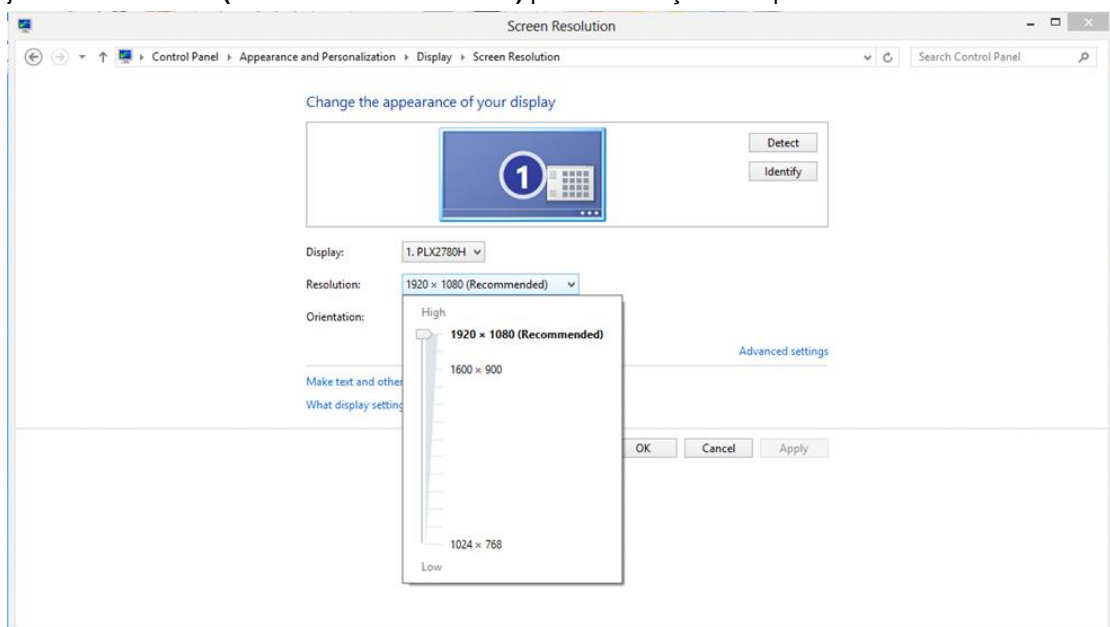 Screen Resolution
Control Panel ▸ Appearance and Personalization ▸ Display ▸ Screen Resolution
Search Control Panel
Change the appearance of your display
1
Detect
Identify
Display: 1. PLX2780H
Resolution: 1920 × 1080 (Recommended)
Orientation:
High
1920 × 1080 (Recommended)
1600 × 900
1024 × 768
Low
Advanced settings
Make text and other
What display setting
OK Cancel Apply